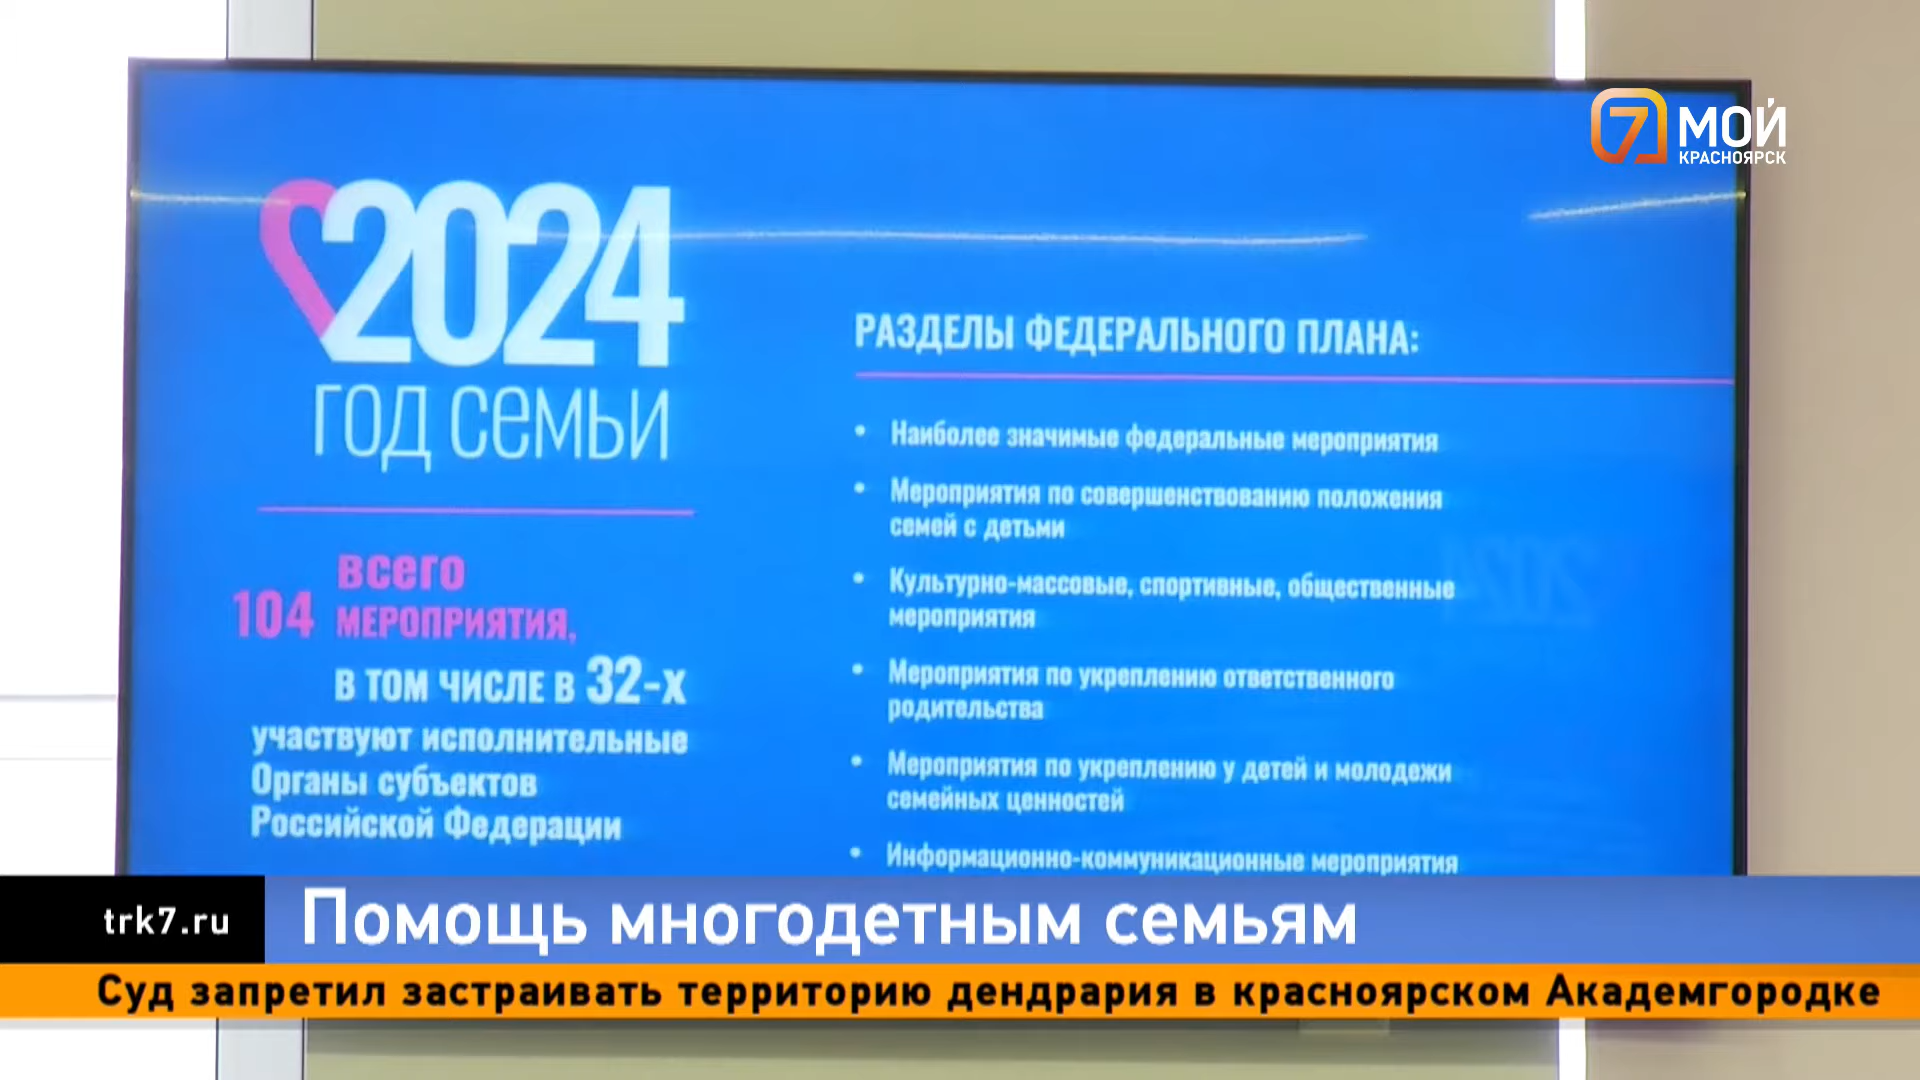 7 МОЙ
КРАСНОЯРСК
2024
ГОД СЕМЬИ
всего
104 МЕРОПРИЯТИЯ,
В ТОМ ЧИСЛЕ В 32-х
участвуют исполнительные
Органы субъектов
Российской Федерации
РАЗДЕЛЫ ФЕДЕРАЛЬНОГО ПЛАНА:
• Наиболее значимые федеральные мероприятия
• Мероприятия по совершенствованию положения
семей с детьми
• Культурно-массовые, спортивные, общественные
мероприятия
• Мероприятия по укреплению ответственного
родительства
• Мероприятия по укреплению у детей и молодежи
семейных ценностей
• Информационно-коммуникационные мероприятия
trk7.ru
Помощь многодетным семьям
Суд запретил застраивать территорию дендрария в красноярском Академгородке